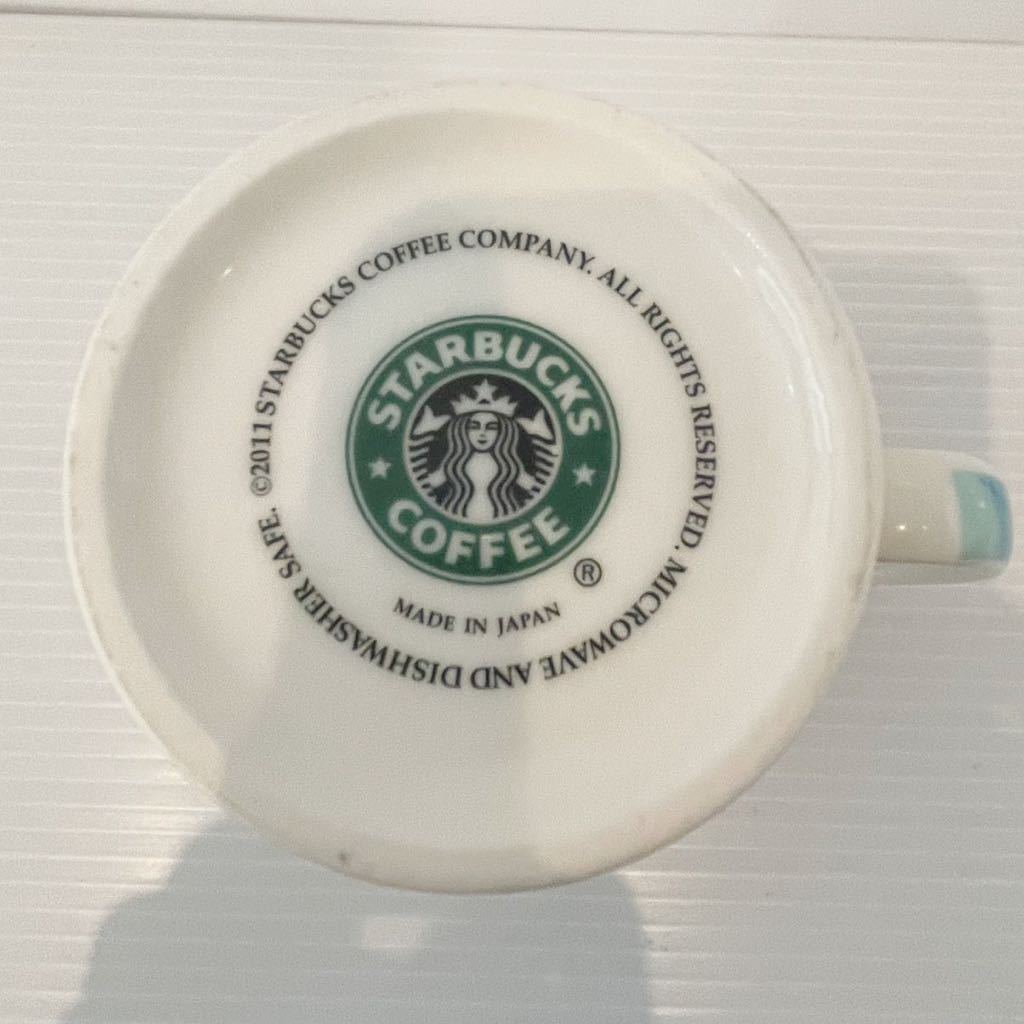 ©2011 STARBUCKS COFFEE COMPANY. ALL RIGHTS RESERVED. MICROWAVE AND DISHWASHER SAFE.
STARBUCKS
COFFEE
®
MADE IN JAPAN